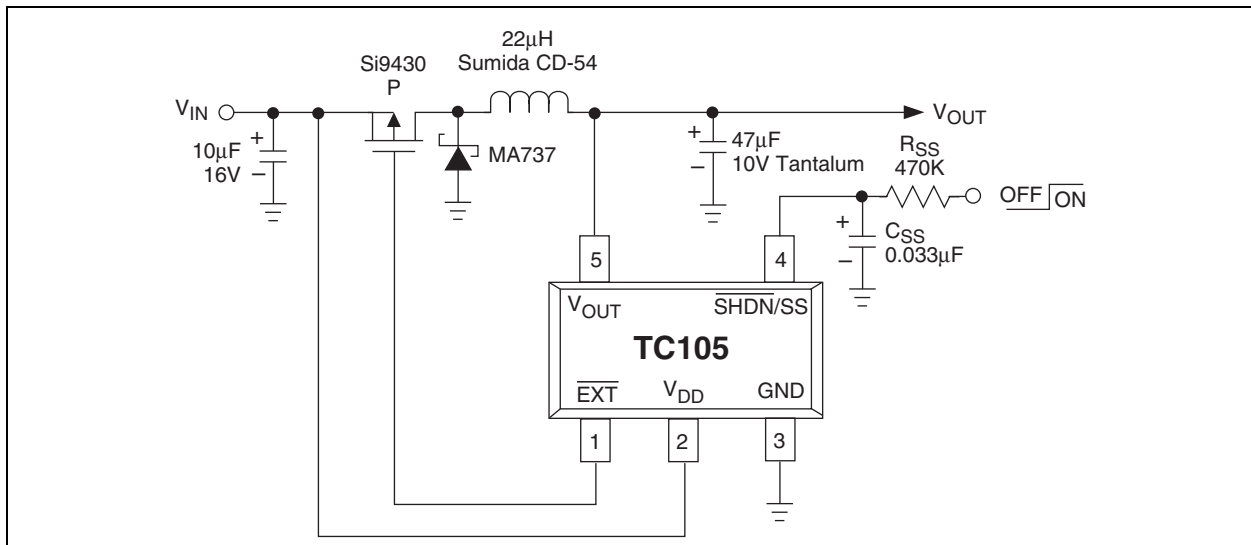 22µH
Sumida CD-54
Si9430
P
VIN
+
10µF
16V
–
MA737
+
–
47µF
10V Tantalum
VOUT
RSS
470K
OFF ON
+
–
CSS
0.033µF
5
4
VOUT
SHDN/SS
TC105
EXT
VDD
GND
1
2
3